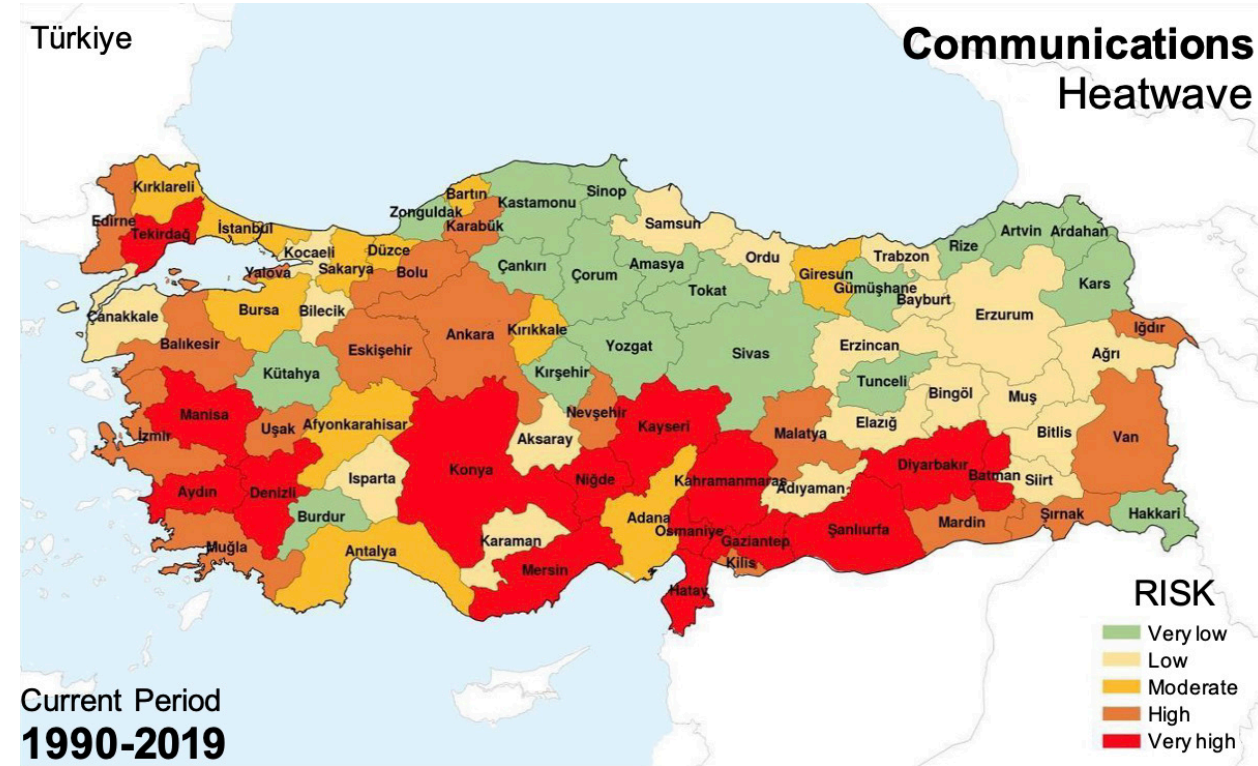 Türkiye
Communications
Heatwave
Kırklareli
Edirne
Tekirdağ
İstanbul
Kocaeli
Yalova
Sakarya
Düzce
Bolu
Zonguldak
Bartın
Karabük
Kastamonu
Sinop
Samsun
Çankırı
Çorum
Amasya
Tokat
Ordu
Giresun
Gümüşhane
Trabzon
Bayburt
Rize
Artvin
Ardahan
Kars
Iğdır
Ağrı
Erzurum
Erzincan
Çanakkale
Balıkesir
Bursa
Bilecik
Kütahya
Eskişehir
Ankara
Kırıkkale
Kırşehir
Yozgat
Sivas
Tunceli
Bingöl
Muş
Bitlis
Van
Elazığ
Malatya
Manisa
İzmir
Uşak
Afyonkarahisar
Konya
Aksaray
Nevşehir
Kayseri
Niğde
Kahramanmaraş
Adıyaman
Diyarbakır
Batman
Siirt
Şırnak
Hakkari
Mardin
Şanlıurfa
Aydın
Denizli
Isparta
Burdur
Muğla
Antalya
Karaman
Mersin
Adana
Osmaniye
Gaziantep
Kilis
Hatay
RISK
Very low
Low
Moderate
High
Very high
Current Period
1990-2019